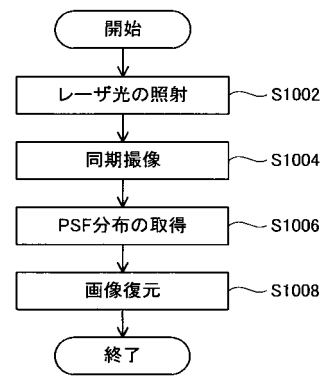 開始
レーザ光の照射 S1002
同期撮像 S1004
PSF分布の取得 S1006
画像復元 S1008
終了